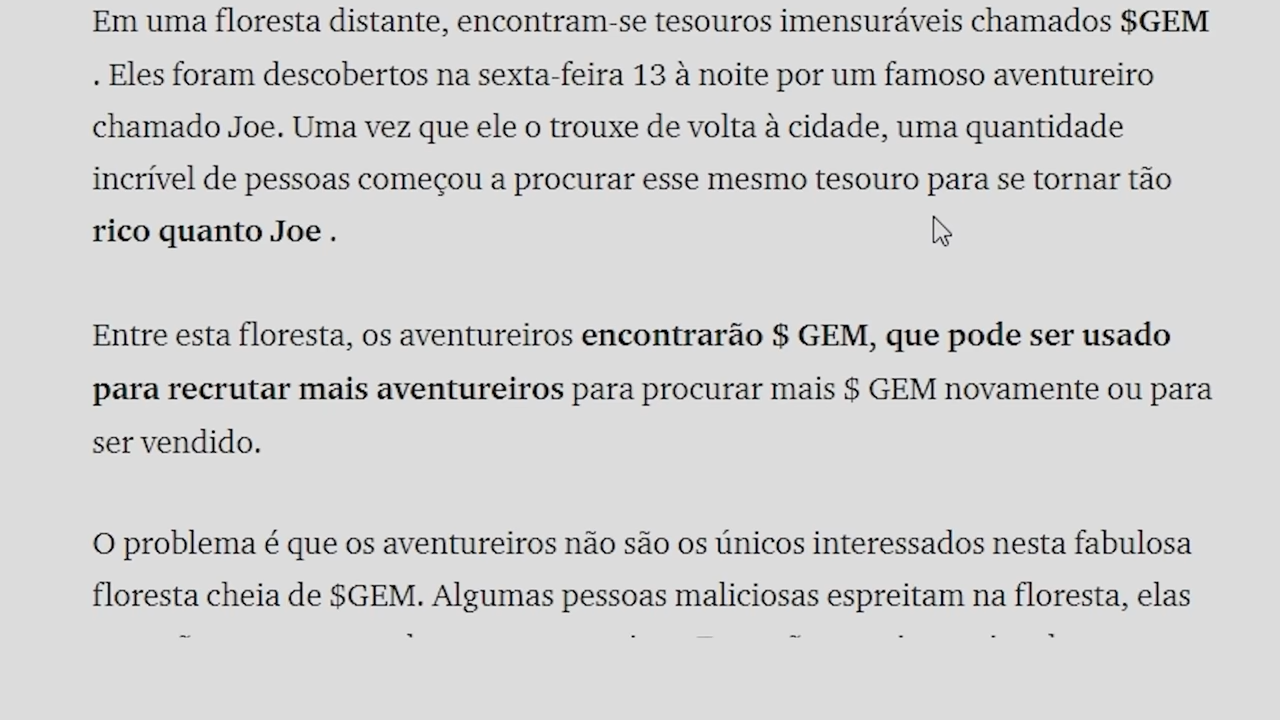 Em uma floresta distante, encontram-se tesouros imensuráveis chamados $GEM
. Eles foram descobertos na sexta-feira 13 à noite por um famoso aventureiro
chamado Joe. Uma vez que ele o trouxe de volta à cidade, uma quantidade
incrível de pessoas começou a procurar esse mesmo tesouro para se tornar tão
rico quanto Joe .
Entre esta floresta, os aventureiros encontrarão $ GEM, que pode ser usado
para recrutar mais aventureiros para procurar mais $ GEM novamente ou para
ser vendido.
O problema é que os aventureiros não são os únicos interessados nesta fabulosa
floresta cheia de $GEM. Algumas pessoas maliciosas espreitam na floresta, elas